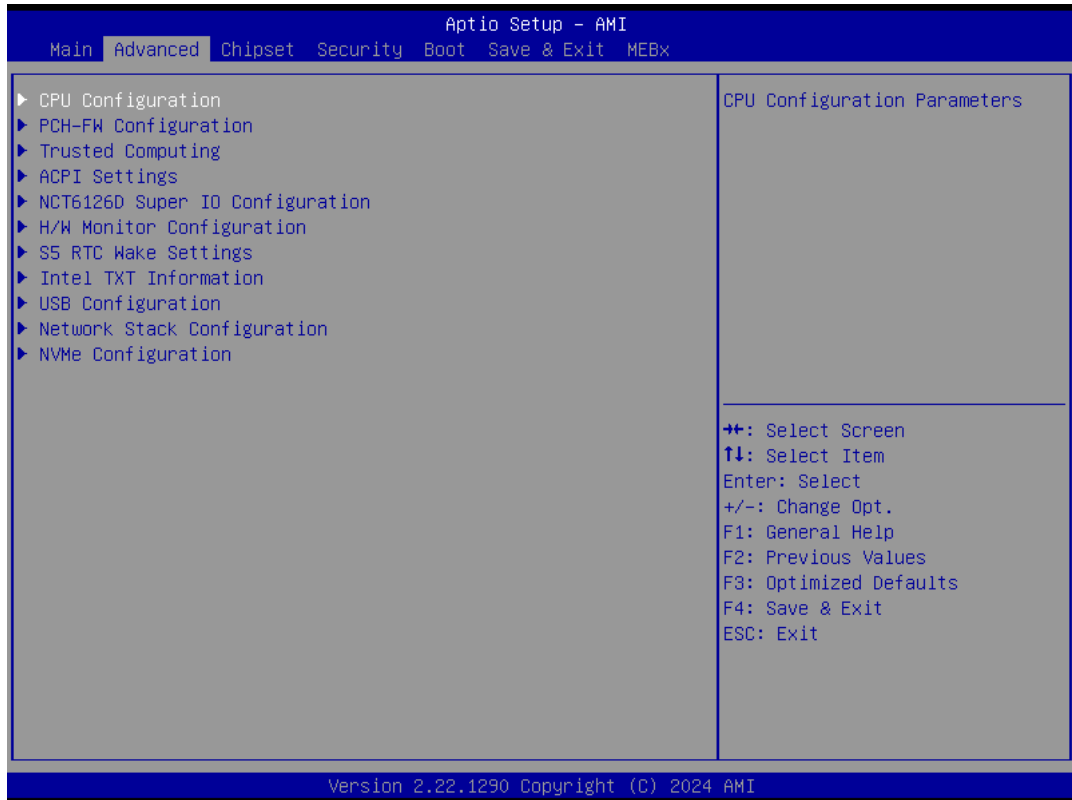 Aptio Setup – AMI
Main Advanced Chipset Security Boot Save & Exit MEBx
▶ CPU Configuration
▶ PCH-FW Configuration
▶ Trusted Computing
▶ ACPI Settings
▶ NCT6126D Super IO Configuration
▶ H/W Monitor Configuration
▶ S5 RTC Wake Settings
▶ Intel TXT Information
▶ USB Configuration
▶ Network Stack Configuration
▶ NVMe Configuration
CPU Configuration Parameters
→←: Select Screen
↑↓: Select Item
Enter: Select
+/-: Change Opt.
F1: General Help
F2: Previous Values
F3: Optimized Defaults
F4: Save & Exit
ESC: Exit
Version 2.22.1290 Copyright (C) 2024 AMI